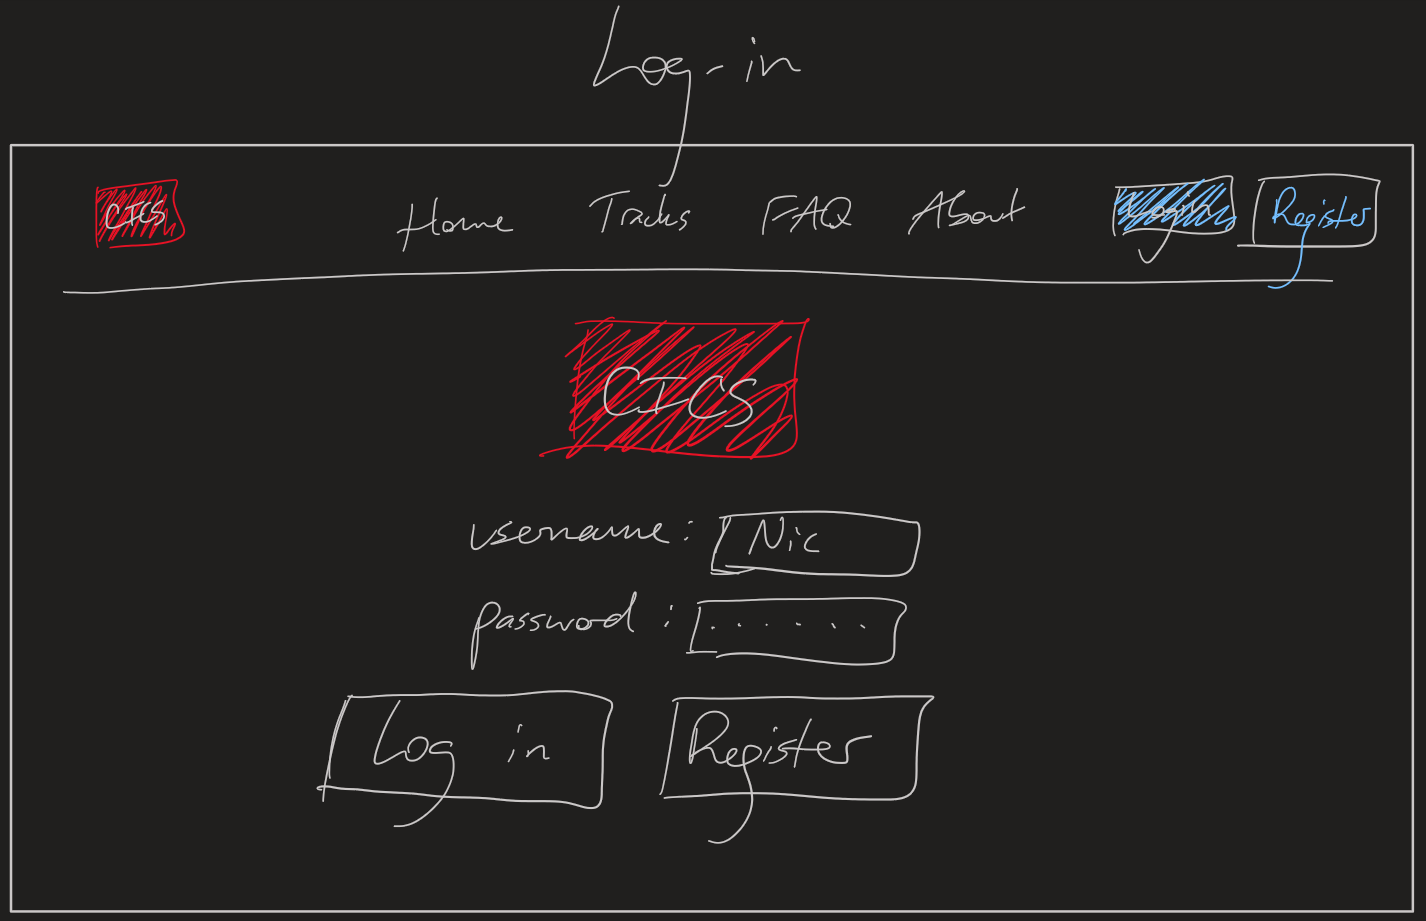 Log-in
CICS Home Tracks FAQ About Login Register
CICS
username: Nic
password: ......
Log in Register